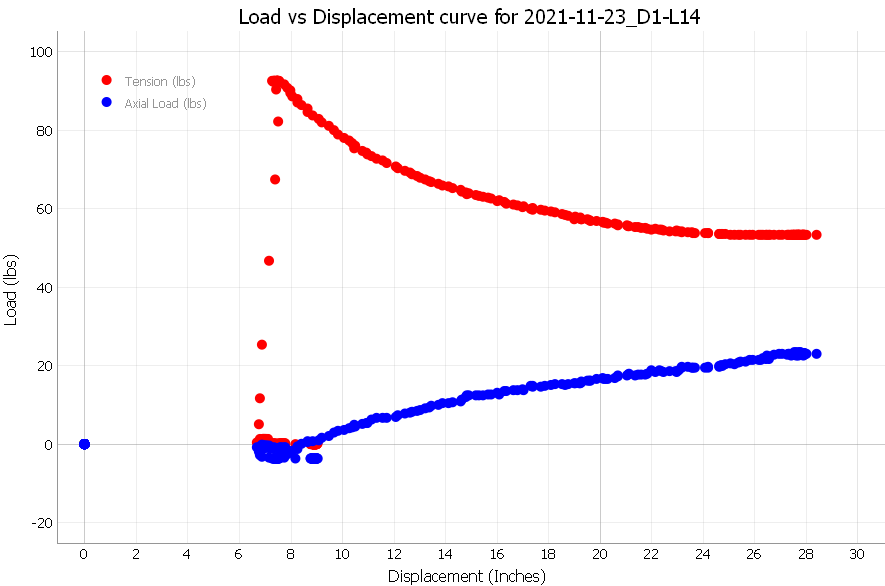 Load vs Displacement curve for 2021-11-23_D1-L14
Tension (lbs)
Axial Load (lbs)
Load (lbs)
100
80
60
40
20
0
-20
0 2 4 6 8 10 12 14 16 18 20 22 24 26 28 30
Displacement (Inches)